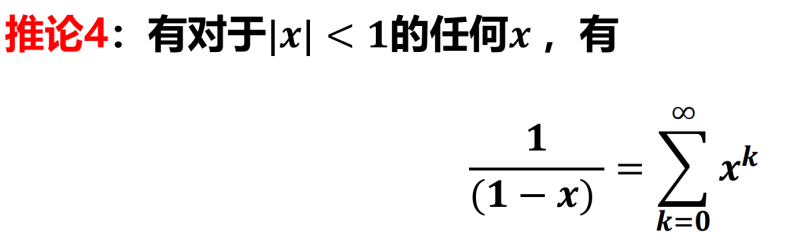 推论4：有对于|x| < 1的任何x，有
1/(1 − x) = ∑_{k=0}^{∞} x^k